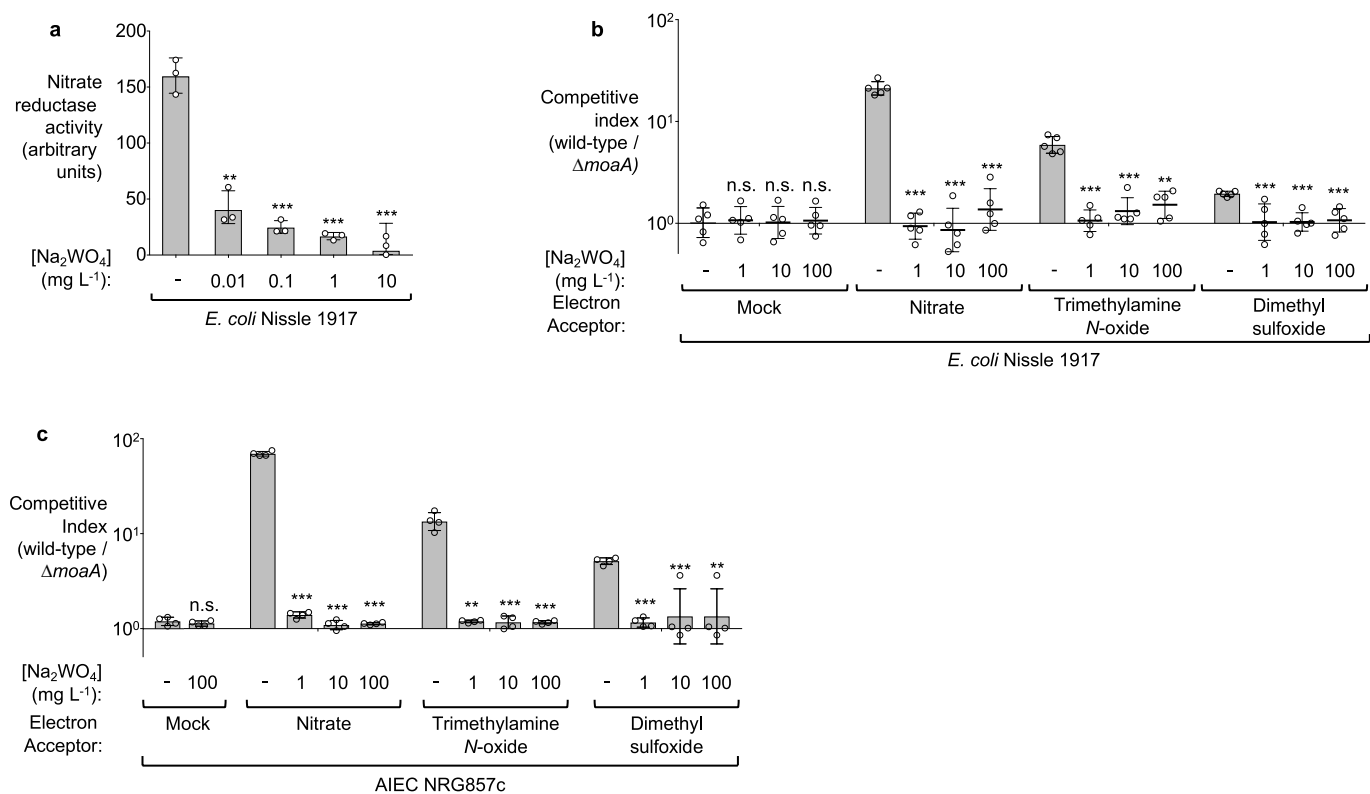 a
Nitrate
reductase
activity
(arbitrary
units)
200
150
100
50
0
**
***
***
***
[Na₂WO₄]
(mg L⁻¹):
- 0.01 0.1 1 10
E. coli Nissle 1917
b
Competitive
index
(wild-type /
ΔmoaA)
10²
10¹
10⁰
n.s. n.s. n.s.
*** *** ***
*** *** **
*** *** ***
[Na₂WO₄]
(mg L⁻¹):
- 1 10 100 - 1 10 100 - 1 10 100 - 1 10 100
Electron
Acceptor:
Mock
Nitrate
Trimethylamine
N-oxide
Dimethyl
sulfoxide
E. coli Nissle 1917
c
Competitive
Index
(wild-type /
ΔmoaA)
10²
10¹
10⁰
n.s.
*** *** ***
** *** ***
*** *** **
[Na₂WO₄]
(mg L⁻¹):
- 100 - 1 10 100 - 1 10 100 - 1 10 100
Electron
Acceptor:
Mock
Nitrate
Trimethylamine
N-oxide
Dimethyl
sulfoxide
AIEC NRG857c